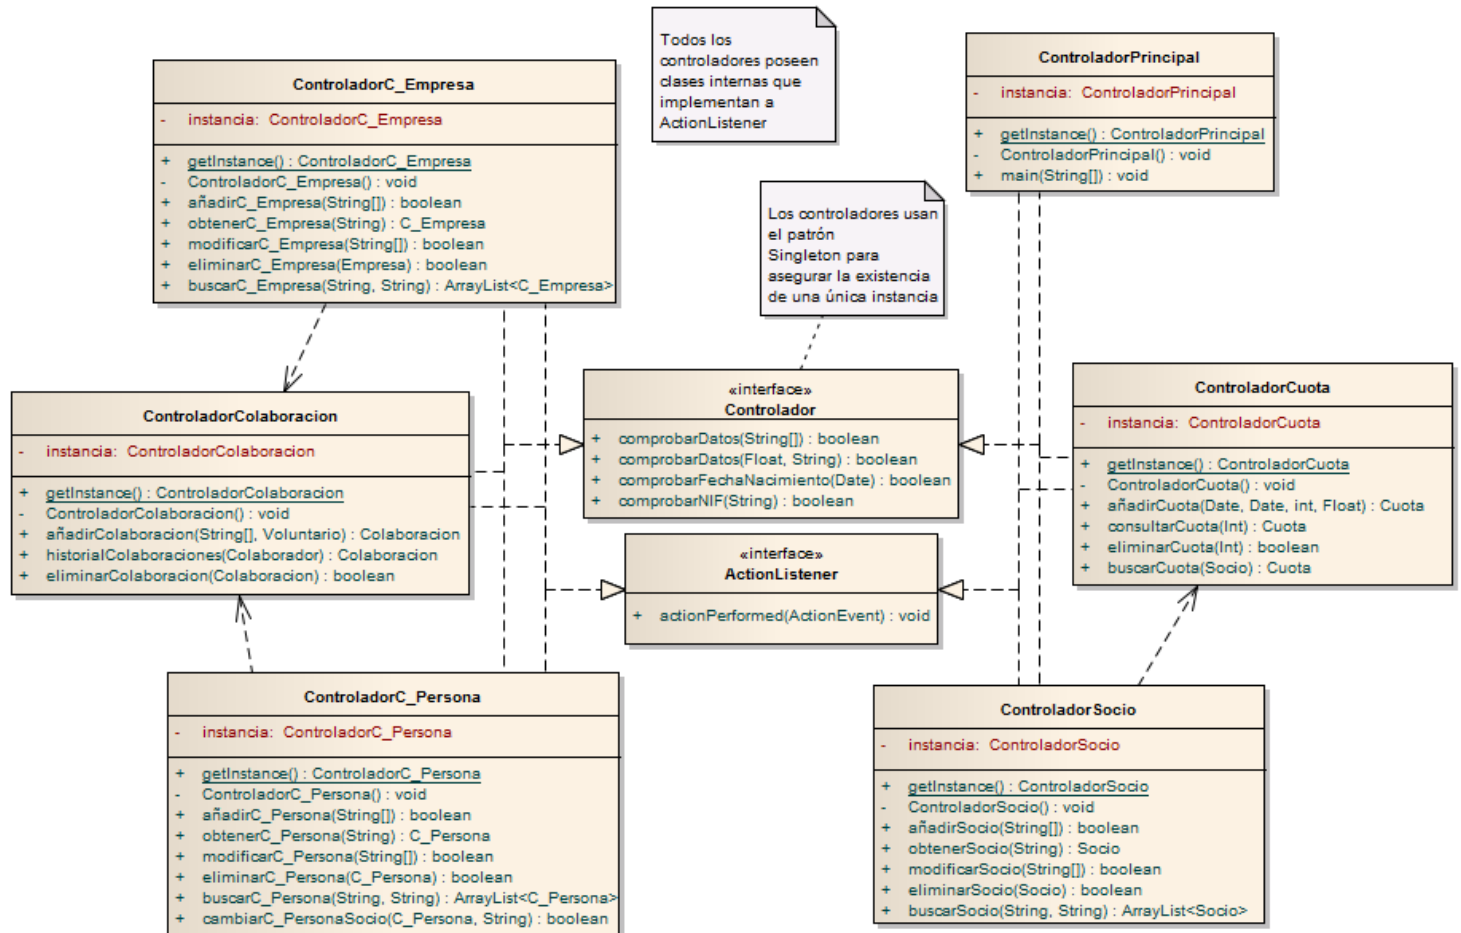 Todos los
controladores poseen
clases internas que
implementan a
ActionListener
ControladorC_Empresa
- instancia: ControladorC_Empresa
+ getInstance() : ControladorC_Empresa
- ControladorC_Empresa() : void
+ añadirC_Empresa(String[]) : boolean
+ obtenerC_Empresa(String) : C_Empresa
+ modificarC_Empresa(String[]) : boolean
+ eliminarC_Empresa(Empresa) : boolean
+ buscarC_Empresa(String, String) : ArrayList<C_Empresa>
ControladorPrincipal
- instancia: ControladorPrincipal
+ getInstance() : ControladorPrincipal
- ControladorPrincipal() : void
+ main(String[]) : void
Los controladores usan
el patrón
Singleton para
asegurar la existencia
de una única instancia
ControladorColaboracion
- instancia: ControladorColaboracion
+ getInstance() : ControladorColaboracion
- ControladorColaboracion() : void
+ añadirColaboracion(String[], Voluntario) : Colaboracion
+ historialColaboraciones(Colaborador) : Colaboracion
+ eliminarColaboracion(Colaboracion) : boolean
«interface»
Controlador
+ comprobarDatos(String[]) : boolean
+ comprobarDatos(Float, String) : boolean
+ comprobarFechaNacimiento(Date) : boolean
+ comprobarNIF(String) : boolean
ControladorCuota
- instancia: ControladorCuota
+ getInstance() : ControladorCuota
- ControladorCuota() : void
+ añadirCuota(Date, Date, int, Float) : Cuota
+ consultarCuota(Int) : Cuota
+ eliminarCuota(Int) : boolean
+ buscarCuota(Socio) : Cuota
«interface»
ActionListener
+ actionPerformed(ActionEvent) : void
ControladorC_Persona
- instancia: ControladorC_Persona
+ getInstance() : ControladorC_Persona
- ControladorC_Persona() : void
+ añadirC_Persona(String[]) : boolean
+ obtenerC_Persona(String) : C_Persona
+ modificarC_Persona(String[]) : boolean
+ eliminarC_Persona(C_Persona) : boolean
+ buscarC_Persona(String, String) : ArrayList<C_Persona>
+ cambiarC_PersonaSocio(C_Persona, String) : boolean
ControladorSocio
- instancia: ControladorSocio
+ getInstance() : ControladorSocio
- ControladorSocio() : void
+ añadirSocio(String[]) : boolean
+ obtenerSocio(String) : Socio
+ modificarSocio(String[]) : boolean
+ eliminarSocio(Socio) : boolean
+ buscarSocio(String, String) : ArrayList<Socio>